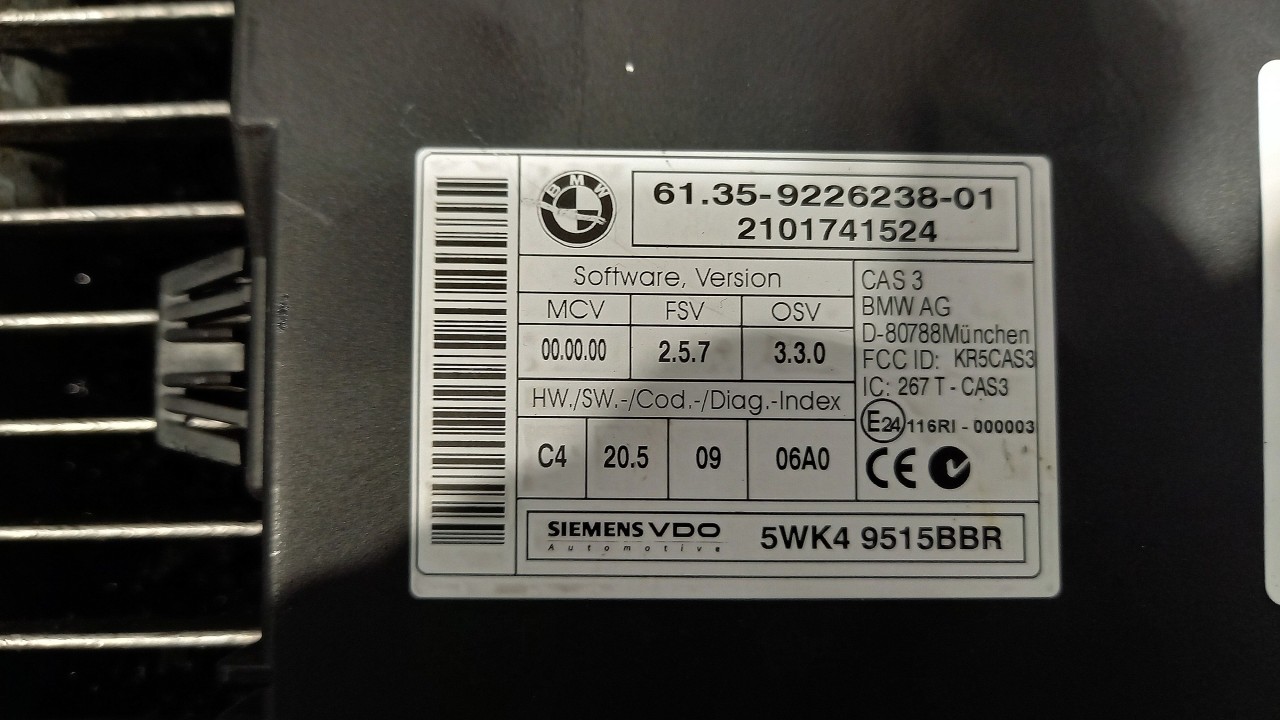 BMW
61.35-9226238-01
2101741524
Software, Version
MCV FSV OSV
00.00.00 2.5.7 3.3.0
HW./SW.-/Cod.-/Diag.-Index
C4 20.5 09 06A0
CAS 3
BMW AG
D-80788München
FCC ID: KR5CAS3
IC: 267 T - CAS3
E24 116RI - 000003
CE
SIEMENS VDO
Automotive
5WK4 9515BBR